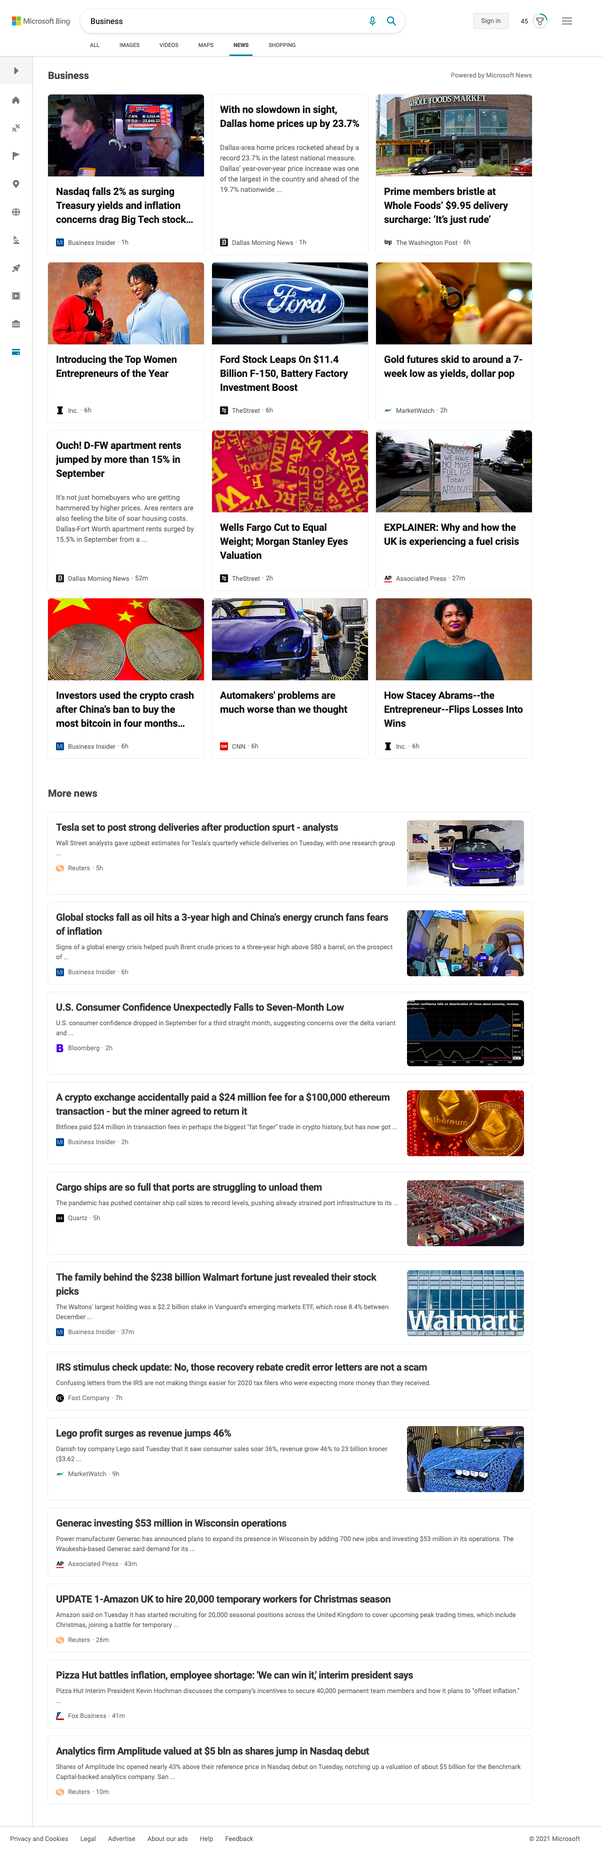 Microsoft Bing
Business
Sign in
45
ALL
IMAGES
VIDEOS
MAPS
NEWS
SHOPPING
Business
Powered by Microsoft News
Nasdaq falls 2% as surging
Treasury yields and inflation
concerns drag Big Tech stock...
Business Insider · 1h
With no slowdown in sight,
Dallas home prices up by 23.7%
Dallas-area home prices rocketed ahead by a
record 23.7% in the latest national measure.
Dallas' year-over-year price increase was one
of the largest in the country and ahead of the
19.7% nationwide ...
Dallas Morning News · 1h
WHOLE FOODS MARKET
Prime members bristle at
Whole Foods' $9.95 delivery
surcharge: 'It's just rude'
wp
The Washington Post · 6h
Introducing the Top Women
Entrepreneurs of the Year
Inc. · 6h
Ford
Ford Stock Leaps On $11.4
Billion F-150, Battery Factory
Investment Boost
TheStreet · 6h
Gold futures skid to around a 7-
week low as yields, dollar pop
MarketWatch · 2h
Ouch! D-FW apartment rents
jumped by more than 15% in
September
It's not just homebuyers who are getting
hammered by higher prices. Area renters are
also feeling the bite of soar housing costs.
Dallas-Fort Worth apartment rents surged by
15.5% in September from a ...
Dallas Morning News · 52m
WELLS FARGO
Wells Fargo Cut to Equal
Weight; Morgan Stanley Eyes
Valuation
TheStreet · 2h
SORRY
WE HAVE
NO MORE
FUEL FOR
TODAY
APOLOGIES
EXPLAINER: Why and how the
UK is experiencing a fuel crisis
AP
Associated Press · 27m
Investors used the crypto crash
after China's ban to buy the
most bitcoin in four months...
Business Insider · 6h
Automakers' problems are
much worse than we thought
CNN · 6h
How Stacey Abrams--the
Entrepreneur--Flips Losses Into
Wins
Inc. · 6h
More news
Tesla set to post strong deliveries after production spurt - analysts
Wall Street analysts gave upbeat estimates for Tesla's quarterly vehicle deliveries on Tuesday, with one research group
...
Reuters · 5h
Global stocks fall as oil hits a 3-year high and China's energy crunch fans fears
of inflation
Signs of a global energy crisis helped push Brent crude prices to a three-year high above $80 a barrel, on the prospect
of ...
Business Insider · 6h
U.S. Consumer Confidence Unexpectedly Falls to Seven-Month Low
U.S. consumer confidence dropped in September for a third straight month, suggesting concerns over the delta variant
and ...
B
Bloomberg · 2h
A crypto exchange accidentally paid a $24 million fee for a $100,000 ethereum
transaction - but the miner agreed to return it
Bitfinex paid $24 million in transaction fees in perhaps the biggest "fat finger" trade in crypto history, but has now got ...
Business Insider · 2h
ethereum
Cargo ships are so full that ports are struggling to unload them
The pandemic has pushed container ship call sizes to record levels, pushing already strained port infrastructure to its ...
Quartz · 5h
The family behind the $238 billion Walmart fortune just revealed their stock
picks
The Waltons' largest holding was a $2.2 billion stake in Vanguard's emerging markets ETF, which rose 8.4% between
December ...
Business Insider · 37m
Walmart
IRS stimulus check update: No, those recovery rebate credit error letters are not a scam
Confusing letters from the IRS are not making things easier for 2020 tax filers who were expecting more money than they received.
Fast Company · 7h
Lego profit surges as revenue jumps 46%
Danish toy company Lego said Tuesday that it saw consumer sales soar 36%, revenue grow 46% to 23 billion kroner
($3.62 ...
MarketWatch · 9h
Generac investing $53 million in Wisconsin operations
Power manufacturer Generac has announced plans to expand its presence in Wisconsin by adding 700 new jobs and investing $53 million in its operations. The
Waukesha-based Generac said demand for its ...
AP
Associated Press · 43m
UPDATE 1-Amazon UK to hire 20,000 temporary workers for Christmas season
Amazon said on Tuesday it has started recruiting for 20,000 seasonal positions across the United Kingdom to cover upcoming peak trading times, which include
Christmas, joining a battle for temporary ...
Reuters · 26m
Pizza Hut battles inflation, employee shortage: 'We can win it,' interim president says
Pizza Hut Interim President Kevin Hochman discusses the company's incentives to secure 40,000 permanent team members and how it plans to "offset inflation."
...
Fox Business · 41m
Analytics firm Amplitude valued at $5 bln as shares jump in Nasdaq debut
Shares of Amplitude Inc opened nearly 43% above their reference price in Nasdaq debut on Tuesday, notching up a valuation of about $5 billion for the Benchmark
Capital-backed analytics company. San ...
Reuters · 10m
Privacy and Cookies
Legal
Advertise
About our ads
Help
Feedback
© 2021 Microsoft